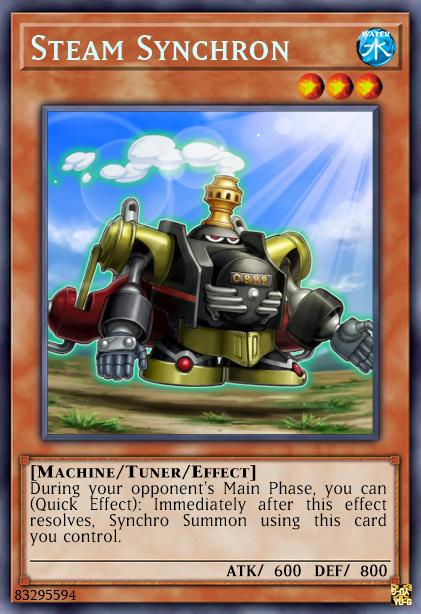 STEAM SYNCHRON
WATER
水
[MACHINE/TUNER/EFFECT]
During your opponent's Main Phase, you can
(Quick Effect): Immediately after this effect
resolves, Synchro Summon using this card
you control.
ATK/ 600 DEF/ 800
83295594